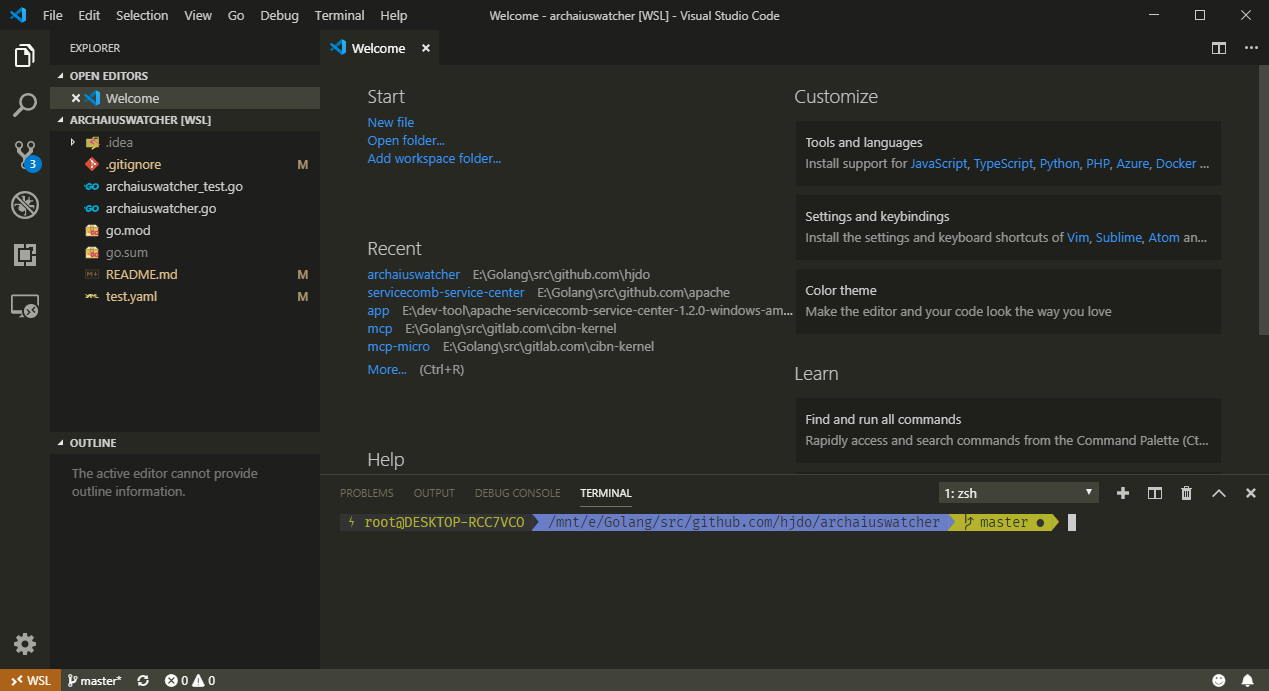 File Edit Selection View Go Debug Terminal Help
Welcome - archaiuswatcher [WSL] - Visual Studio Code
EXPLORER
OPEN EDITORS
Welcome
ARCHAIUSWATCHER [WSL]
.idea
.gitignore M
archaiuswatcher_test.go
archaiuswatcher.go
go.mod
go.sum
README.md M
test.yaml M
3
OUTLINE
The active editor cannot provide
outline information.
Welcome
Start
New file
Open folder...
Add workspace folder...
Recent
archaiuswatcher E:\Golang\src\github.com\hjdo
servicecomb-service-center E:\Golang\src\github.com\apache
app E:\dev-tool\apache-servicecomb-service-center-1.2.0-windows-am...
mcp E:\Golang\src\gitlab.com\cibn-kernel
mcp-micro E:\Golang\src\gitlab.com\cibn-kernel
More... (Ctrl+R)
Help
Customize
Tools and languages
Install support for JavaScript, TypeScript, Python, PHP, Azure, Docker ...
Settings and keybindings
Install the settings and keyboard shortcuts of Vim, Sublime, Atom an...
Color theme
Make the editor and your code look the way you love
Learn
Find and run all commands
Rapidly access and search commands from the Command Palette (Ct...
PROBLEMS OUTPUT DEBUG CONSOLE TERMINAL
1: zsh
root@DESKTOP-RCC7VCO /mnt/e/Golang/src/github.com/hjdo/archaiuswatcher master ●
WSL master* 0 0